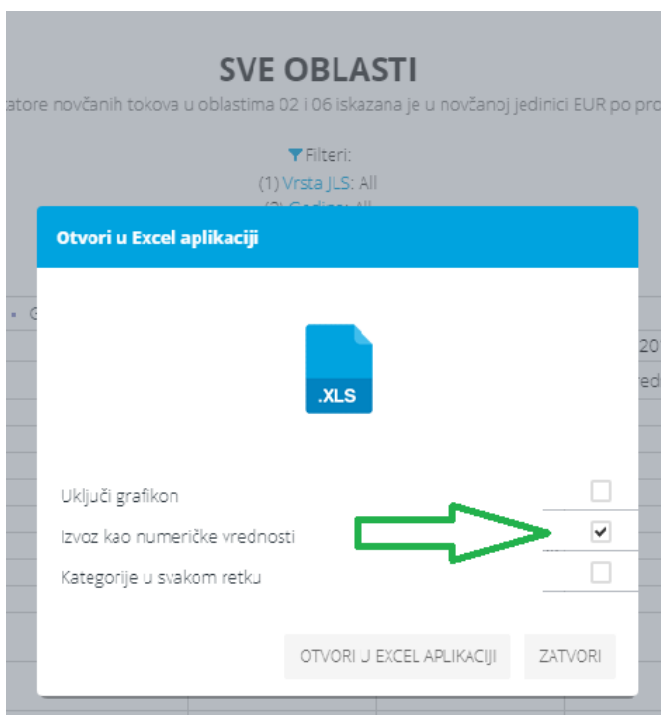 SVE OBLASTI
atore novčanih tokova u oblastima 02 i 06 iskazana je u novčanoj jedinici EUR po pro
Filteri:
(1) Vrsta JLS: All
Otvori u Excel aplikaciji
20
.XLS
Uključi grafikon
Izvoz kao numeričke vrednosti
Kategorije u svakom retku
OTVORI U EXCEL APLIKACIJI ZATVORI